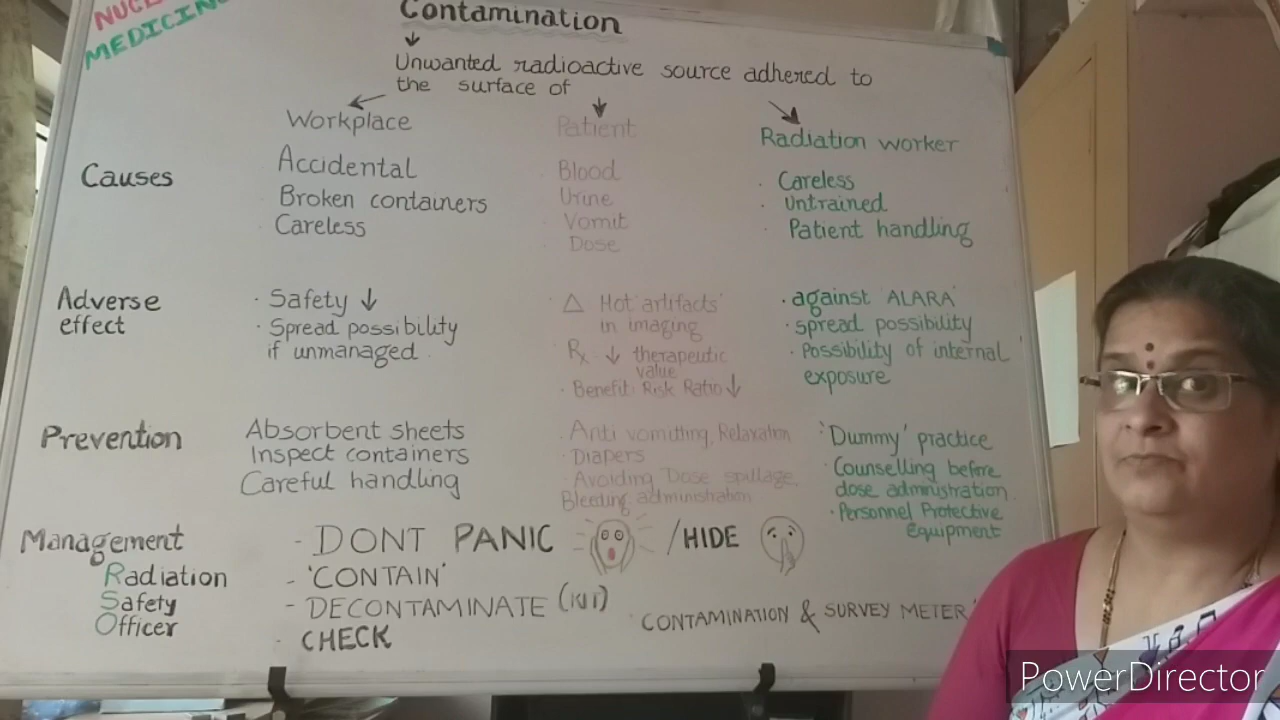 MEDICIN
Contamination
Unwanted radioactive source adhered to
the surface of
Workplace
Patient
Radiation worker
Causes
Accidental
Broken containers
Careless
Blood
Urine
Vomit
Dose
Careless
Untrained
Patient handling
Adverse
effect
Safety ↓
Spread possibility
if unmanaged
△ 'Hot artifacts'
in imaging
Rx ↓ therapeutic
value
Benefit: Risk Ratio ↓
against 'ALARA'
spread possibility
Possibility of internal
exposure
Prevention
Absorbent sheets
Inspect containers
Careful handling
Anti vomitting, Relaxation
Diapers
Avoiding Dose spillage,
Bleeding administration
'Dummy' practice
Counselling before
dose administration
Personnel Protective
Equipment
Management
Radiation
Safety
Officer
- DONT PANIC /HIDE
- 'CONTAIN'
- DECONTAMINATE
- CHECK
'CONTAMINATION & SURVEY METER'
PowerDirector